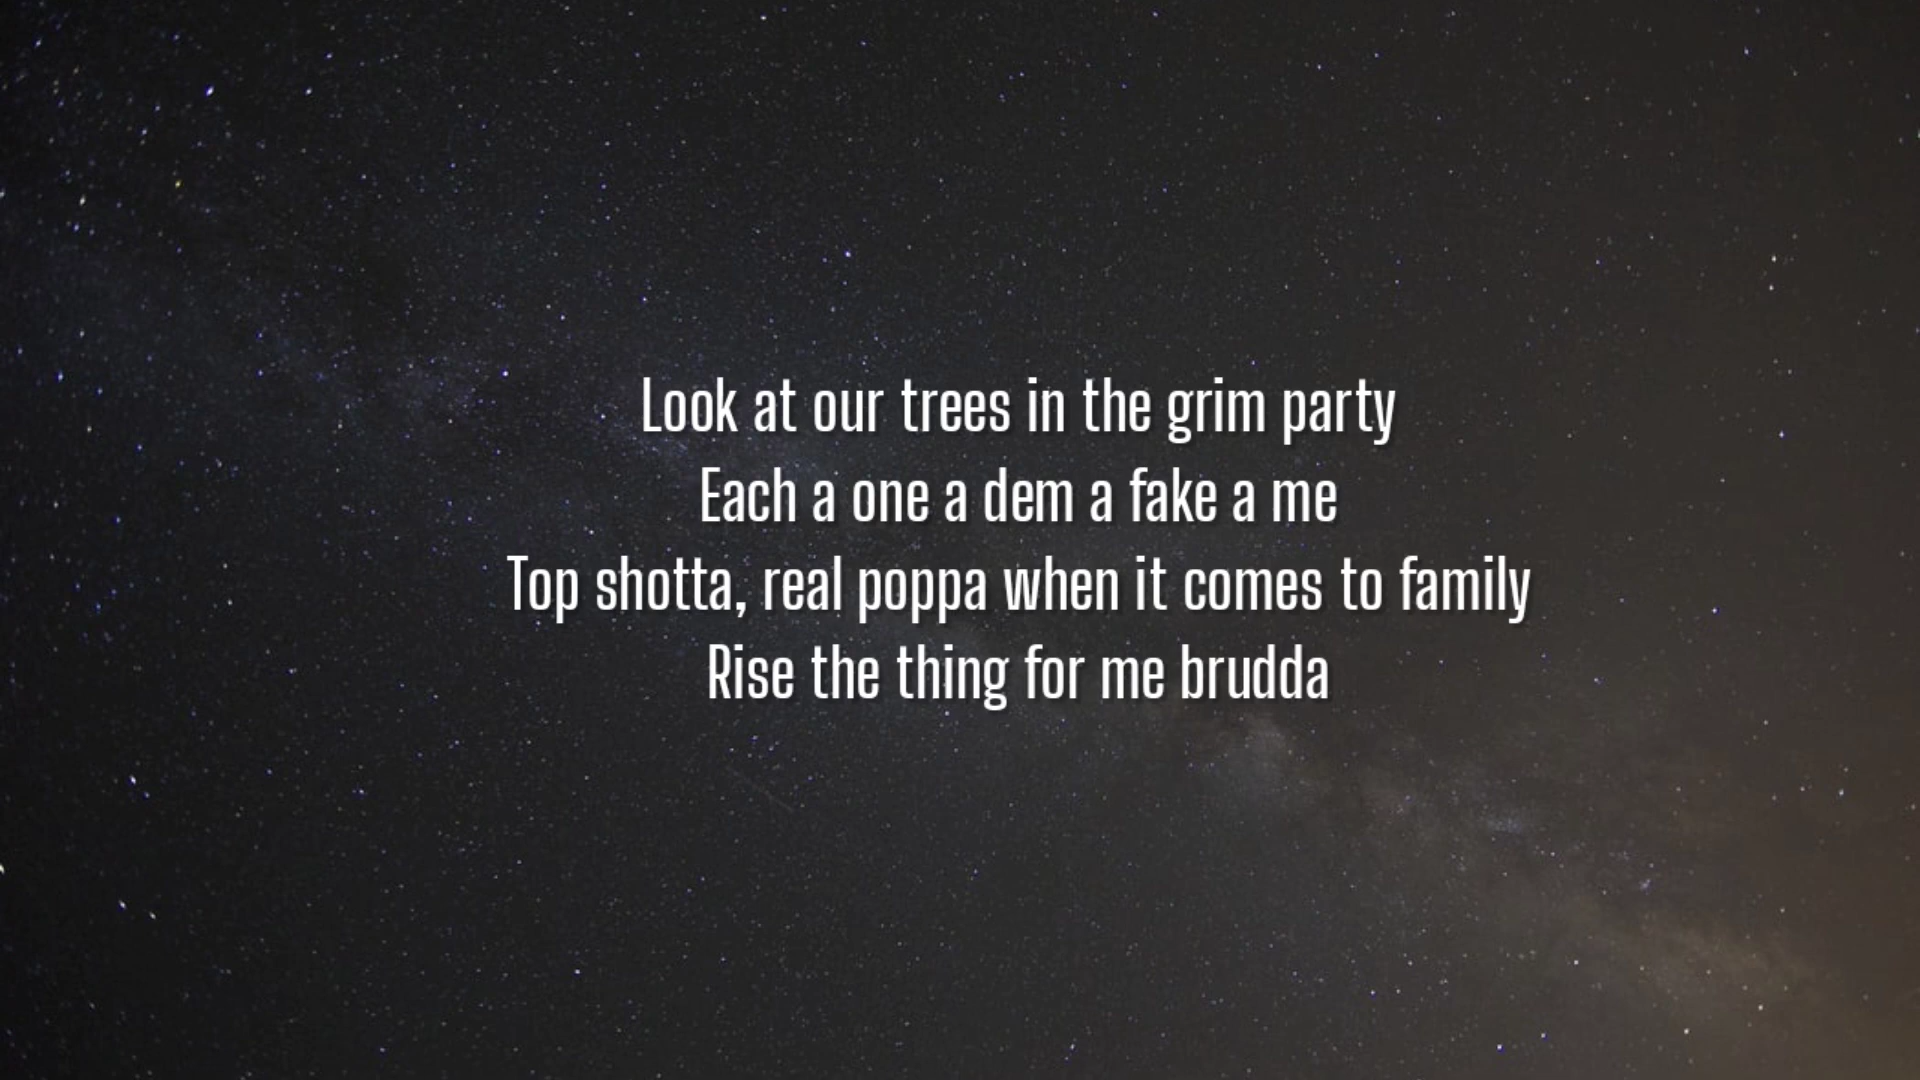 Look at our trees in the grim party
Each a one a dem a fake a me
Top shotta, real poppa when it comes to family
Rise the thing for me brudda